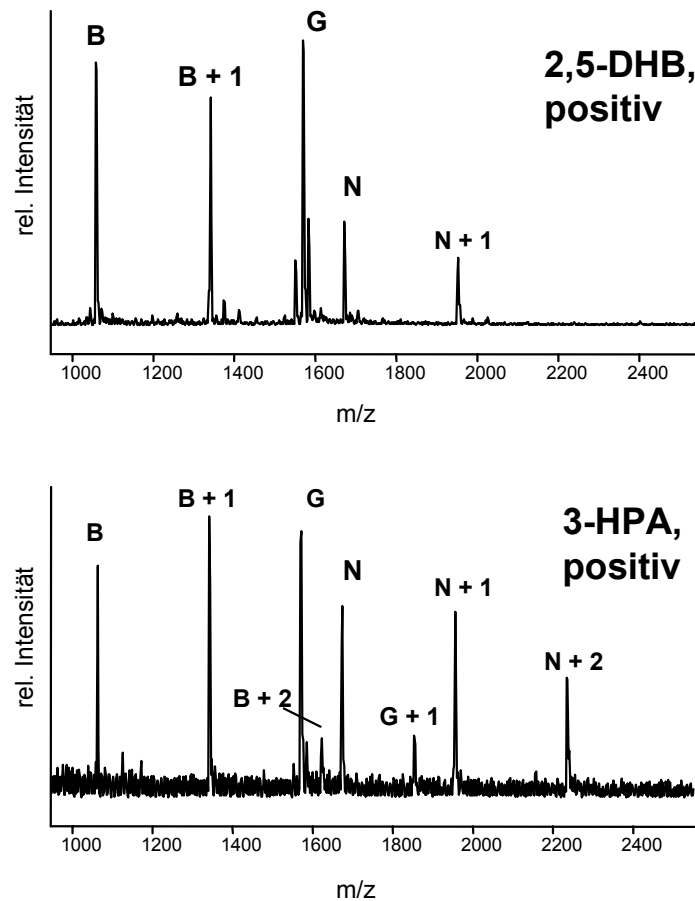 G
B
B + 1
2,5-DHB,
positiv
N
N + 1
rel. Intensität
1000 1200 1400 1600 1800 2000 2200 2400
m/z
B + 1
G
B
3-HPA,
positiv
N
N + 1
N + 2
B + 2
G + 1
rel. Intensität
1000 1200 1400 1600 1800 2000 2200 2400
m/z